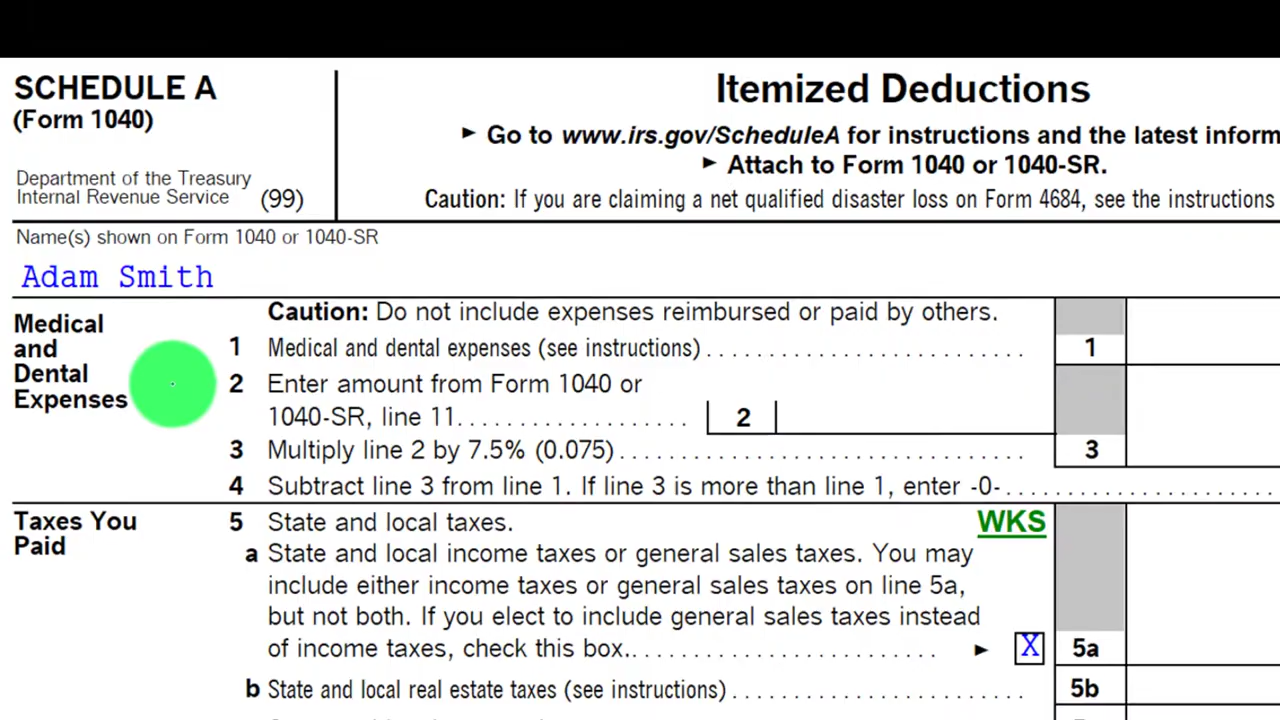 SCHEDULE A
(Form 1040)
Department of the Treasury
Internal Revenue Service (99)
Itemized Deductions
► Go to www.irs.gov/ScheduleA for instructions and the latest inform
► Attach to Form 1040 or 1040-SR.
Caution: If you are claiming a net qualified disaster loss on Form 4684, see the instructions
Name(s) shown on Form 1040 or 1040-SR
Adam Smith
Medical and Dental Expenses
Caution: Do not include expenses reimbursed or paid by others.
1 Medical and dental expenses (see instructions) 1
2 Enter amount from Form 1040 or
1040-SR, line 11 2
3 Multiply line 2 by 7.5% (0.075) 3
4 Subtract line 3 from line 1. If line 3 is more than line 1, enter -0-
Taxes You Paid
5 State and local taxes. WKS
a State and local income taxes or general sales taxes. You may
include either income taxes or general sales taxes on line 5a,
but not both. If you elect to include general sales taxes instead
of income taxes, check this box. ► X 5a
b State and local real estate taxes (see instructions) 5b